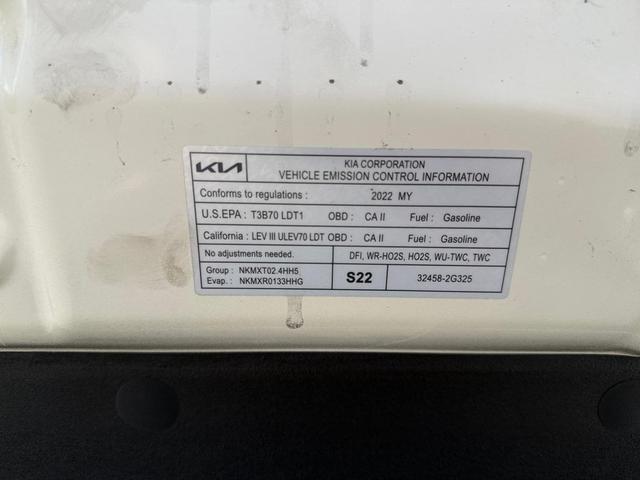 KIA
KIA CORPORATION
VEHICLE EMISSION CONTROL INFORMATION
Conforms to regulations : 2022 MY
U.S.EPA : T3B70 LDT1 OBD : CA II Fuel : Gasoline
California : LEV III ULEV70 LDT OBD : CA II Fuel : Gasoline
No adjustments needed. DFI, WR-HO2S, HO2S, WU-TWC, TWC
Group : NKMXT02.4HH5
Evap. : NKMXR0133HHG
S22
32458-2G325